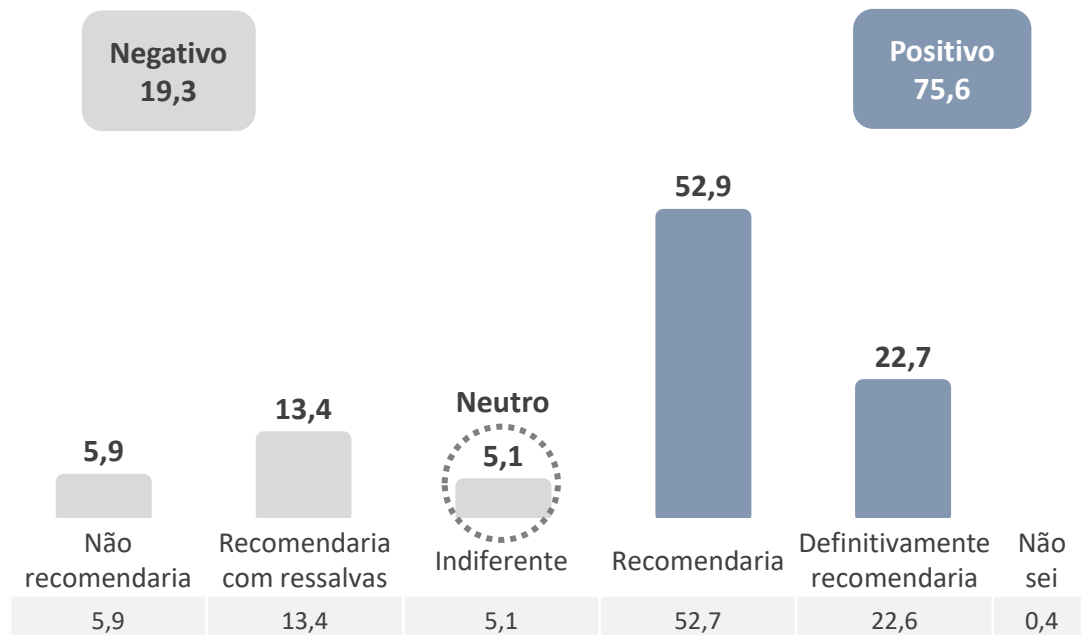 Negativo
19,3
Positivo
75,6
52,9
22,7
Neutro
13,4
5,9
5,1
Não
recomendaria
Recomendaria
com ressalvas
Indiferente
Recomendaria
Definitivamente
recomendaria
Não
sei
5,9
13,4
5,1
52,7
22,6
0,4